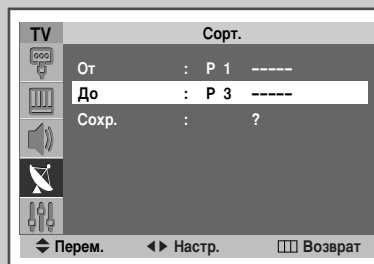 TV Сорт.
От : P 1 -----
До : P 3 -----
Сохр. : ?
Перем. Настр. Возврат